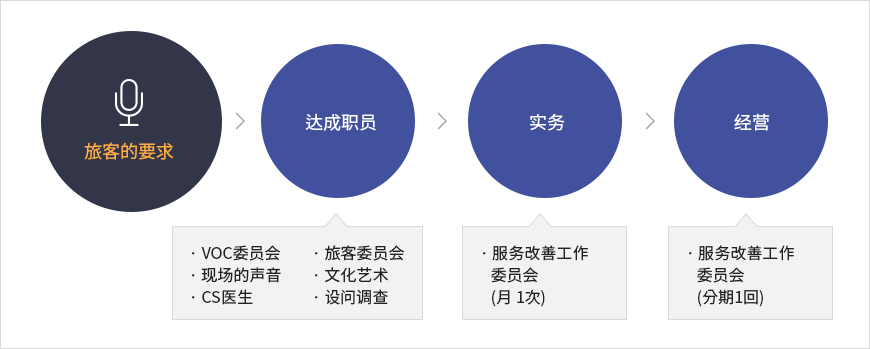 旅客的要求
达成职员
实务
经营
· VOC委员会
· 现场的声音
· CS医生
· 旅客委员会
· 文化艺术
· 设问调查
· 服务改善工作
委员会
(月 1次)
· 服务改善工作
委员会
(分期1回)